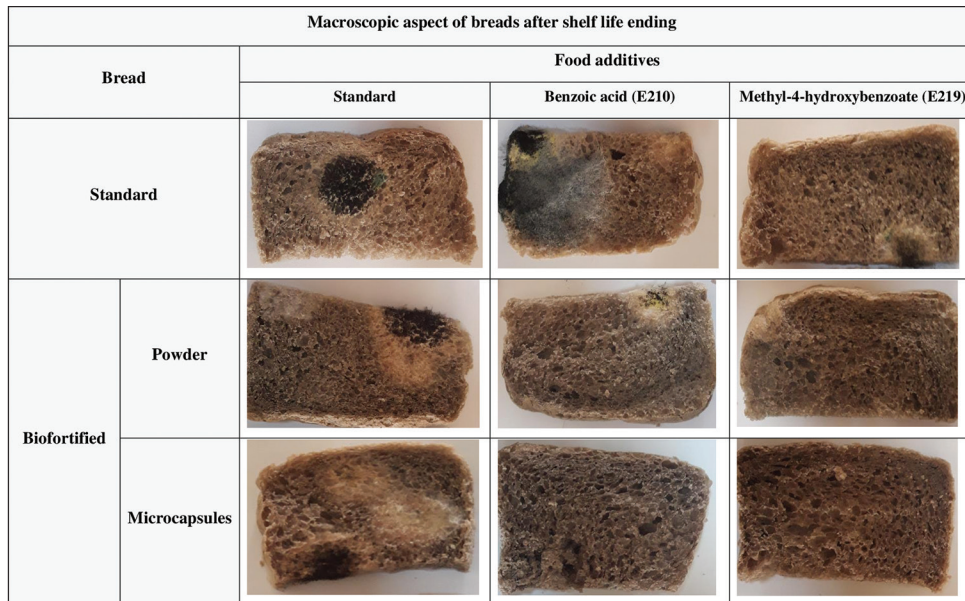 Macroscopic aspect of breads after shelf life ending
Bread
Food additives
Standard
Benzoic acid (E210)
Methyl-4-hydroxybenzoate (E219)
Standard
Biofortified
Powder
Microcapsules